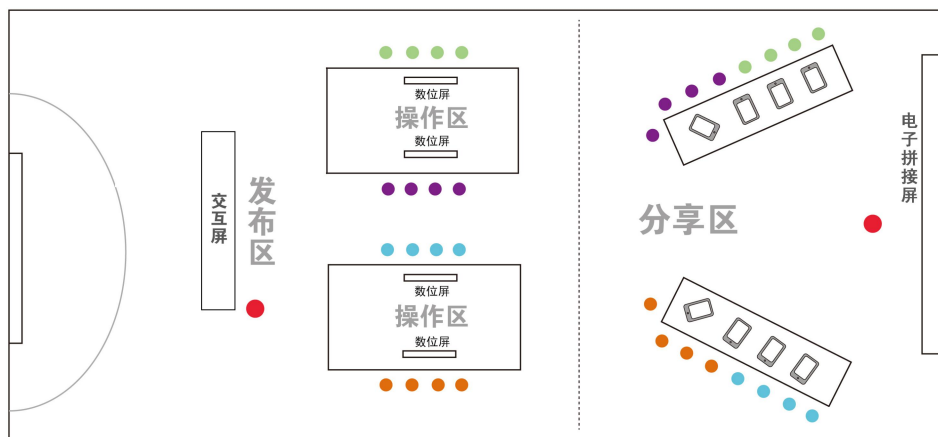 交互屏
发布区
数位屏
操作区
数位屏
数位屏
操作区
数位屏
分享区
电子拼接屏